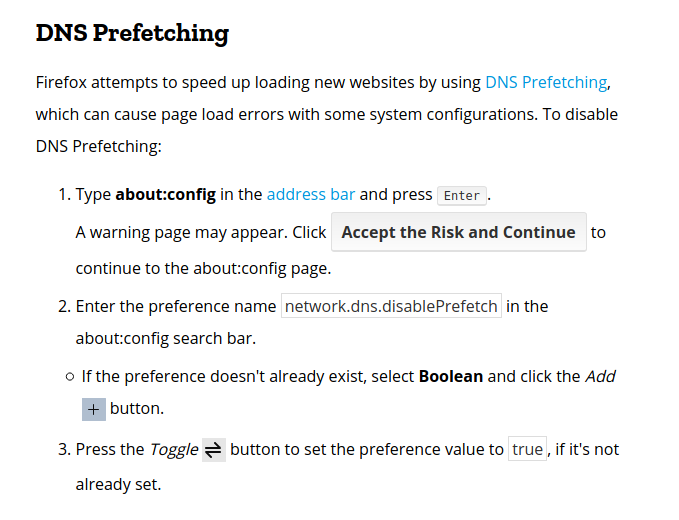 DNS Prefetching
Firefox attempts to speed up loading new websites by using DNS Prefetching,
which can cause page load errors with some system configurations. To disable
DNS Prefetching:
1. Type about:config in the address bar and press Enter.
A warning page may appear. Click Accept the Risk and Continue to
continue to the about:config page.
2. Enter the preference name network.dns.disablePrefetch in the
about:config search bar.
○ If the preference doesn't already exist, select Boolean and click the Add
+ button.
3. Press the Toggle ⇌ button to set the preference value to true, if it's not
already set.